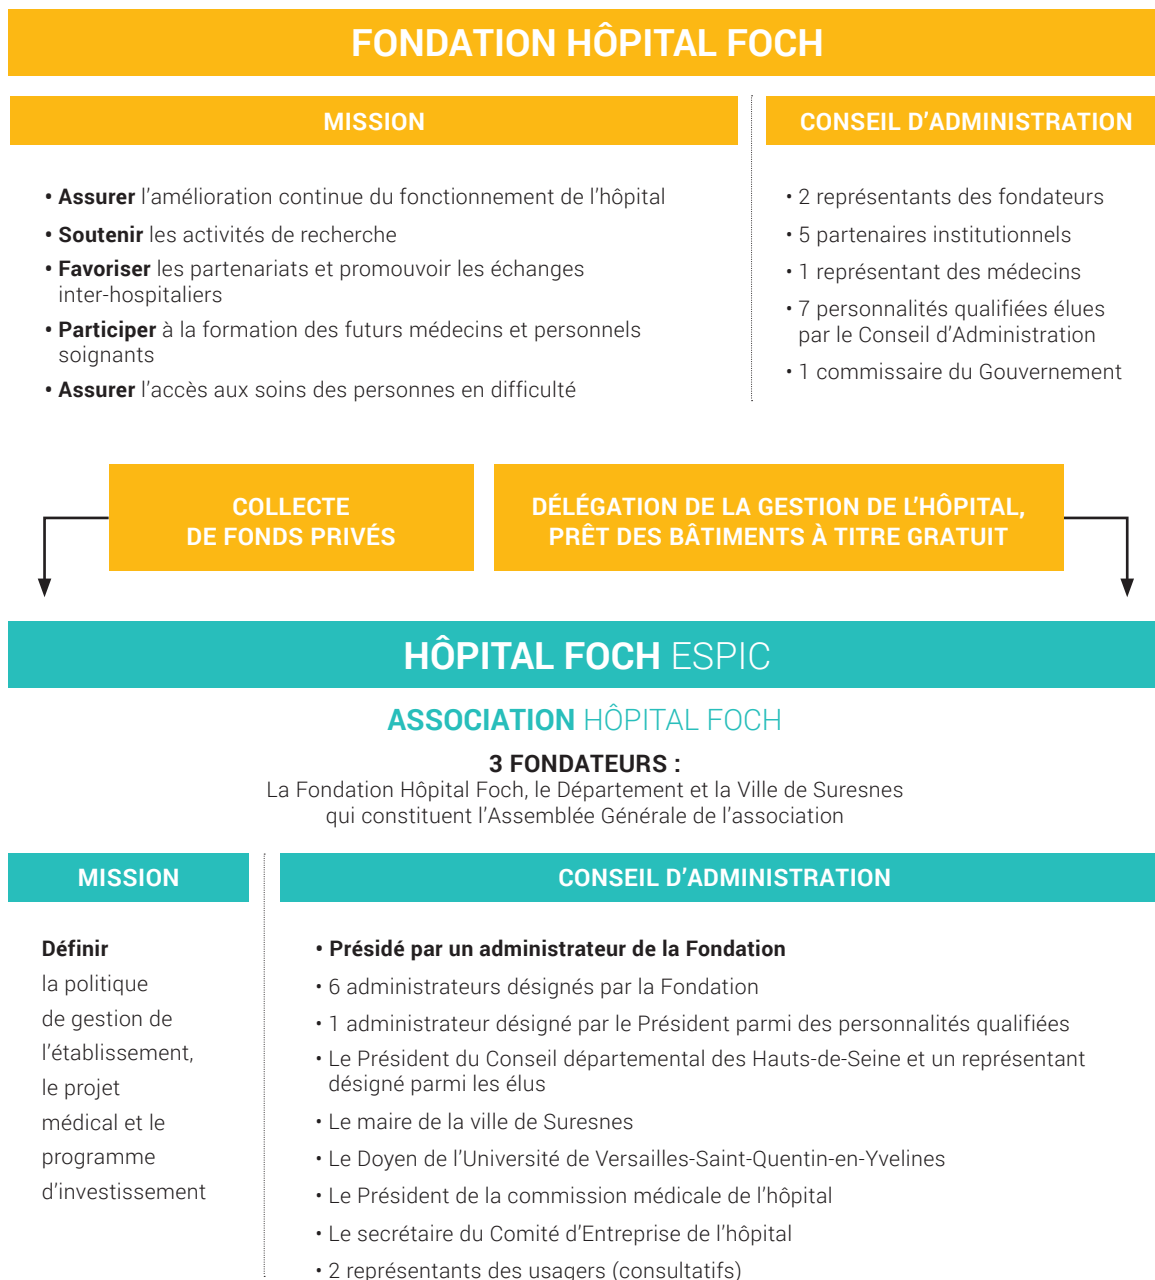 FONDATION HÔPITAL FOCH
MISSION
• Assurer l’amélioration continue du fonctionnement de l’hôpital
• Soutenir les activités de recherche
• Favoriser les partenariats et promouvoir les échanges
inter-hospitaliers
• Participer à la formation des futurs médecins et personnels
soignants
• Assurer l’accès aux soins des personnes en difficulté
CONSEIL D’ADMINISTRATION
• 2 représentants des fondateurs
• 5 partenaires institutionnels
• 1 représentant des médecins
• 7 personnalités qualifiées élues
par le Conseil d’Administration
• 1 commissaire du Gouvernement
COLLECTE
DE FONDS PRIVÉS
DÉLÉGATION DE LA GESTION DE L’HÔPITAL,
PRÊT DES BÂTIMENTS À TITRE GRATUIT
HÔPITAL FOCH ESPIC
ASSOCIATION HÔPITAL FOCH
3 FONDATEURS :
La Fondation Hôpital Foch, le Département et la Ville de Suresnes
qui constituent l’Assemblée Générale de l’association
MISSION
Définir
la politique
de gestion de
l’établissement,
le projet
médical et le
programme
d’investissement
CONSEIL D’ADMINISTRATION
• Présidé par un administrateur de la Fondation
• 6 administrateurs désignés par la Fondation
• 1 administrateur désigné par le Président parmi des personnalités qualifiées
• Le Président du Conseil départemental des Hauts-de-Seine et un représentant
désigné parmi les élus
• Le maire de la ville de Suresnes
• Le Doyen de l’Université de Versailles-Saint-Quentin-en-Yvelines
• Le Président de la commission médicale de l’hôpital
• Le secrétaire du Comité d’Entreprise de l’hôpital
• 2 représentants des usagers (consultatifs)